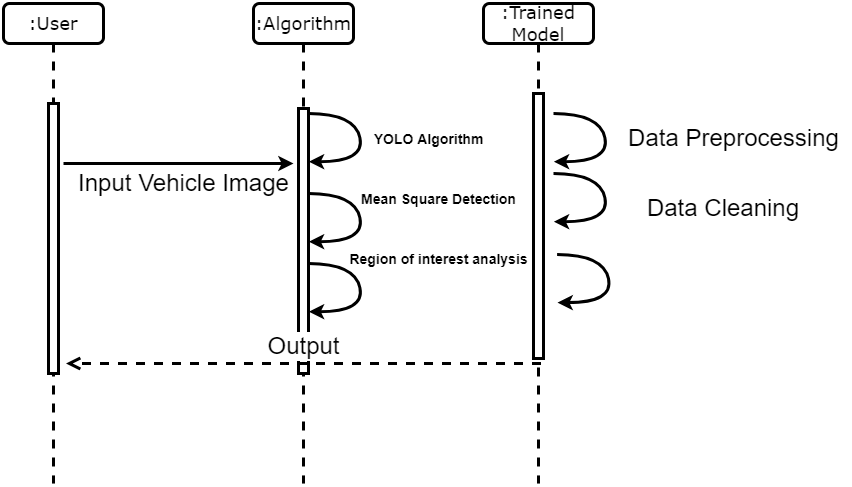 :User
:Algorithm
:Trained
Model
YOLO Algorithm
Data Preprocessing
Input Vehicle Image
Mean Square Detection
Data Cleaning
Region of interest analysis
Output